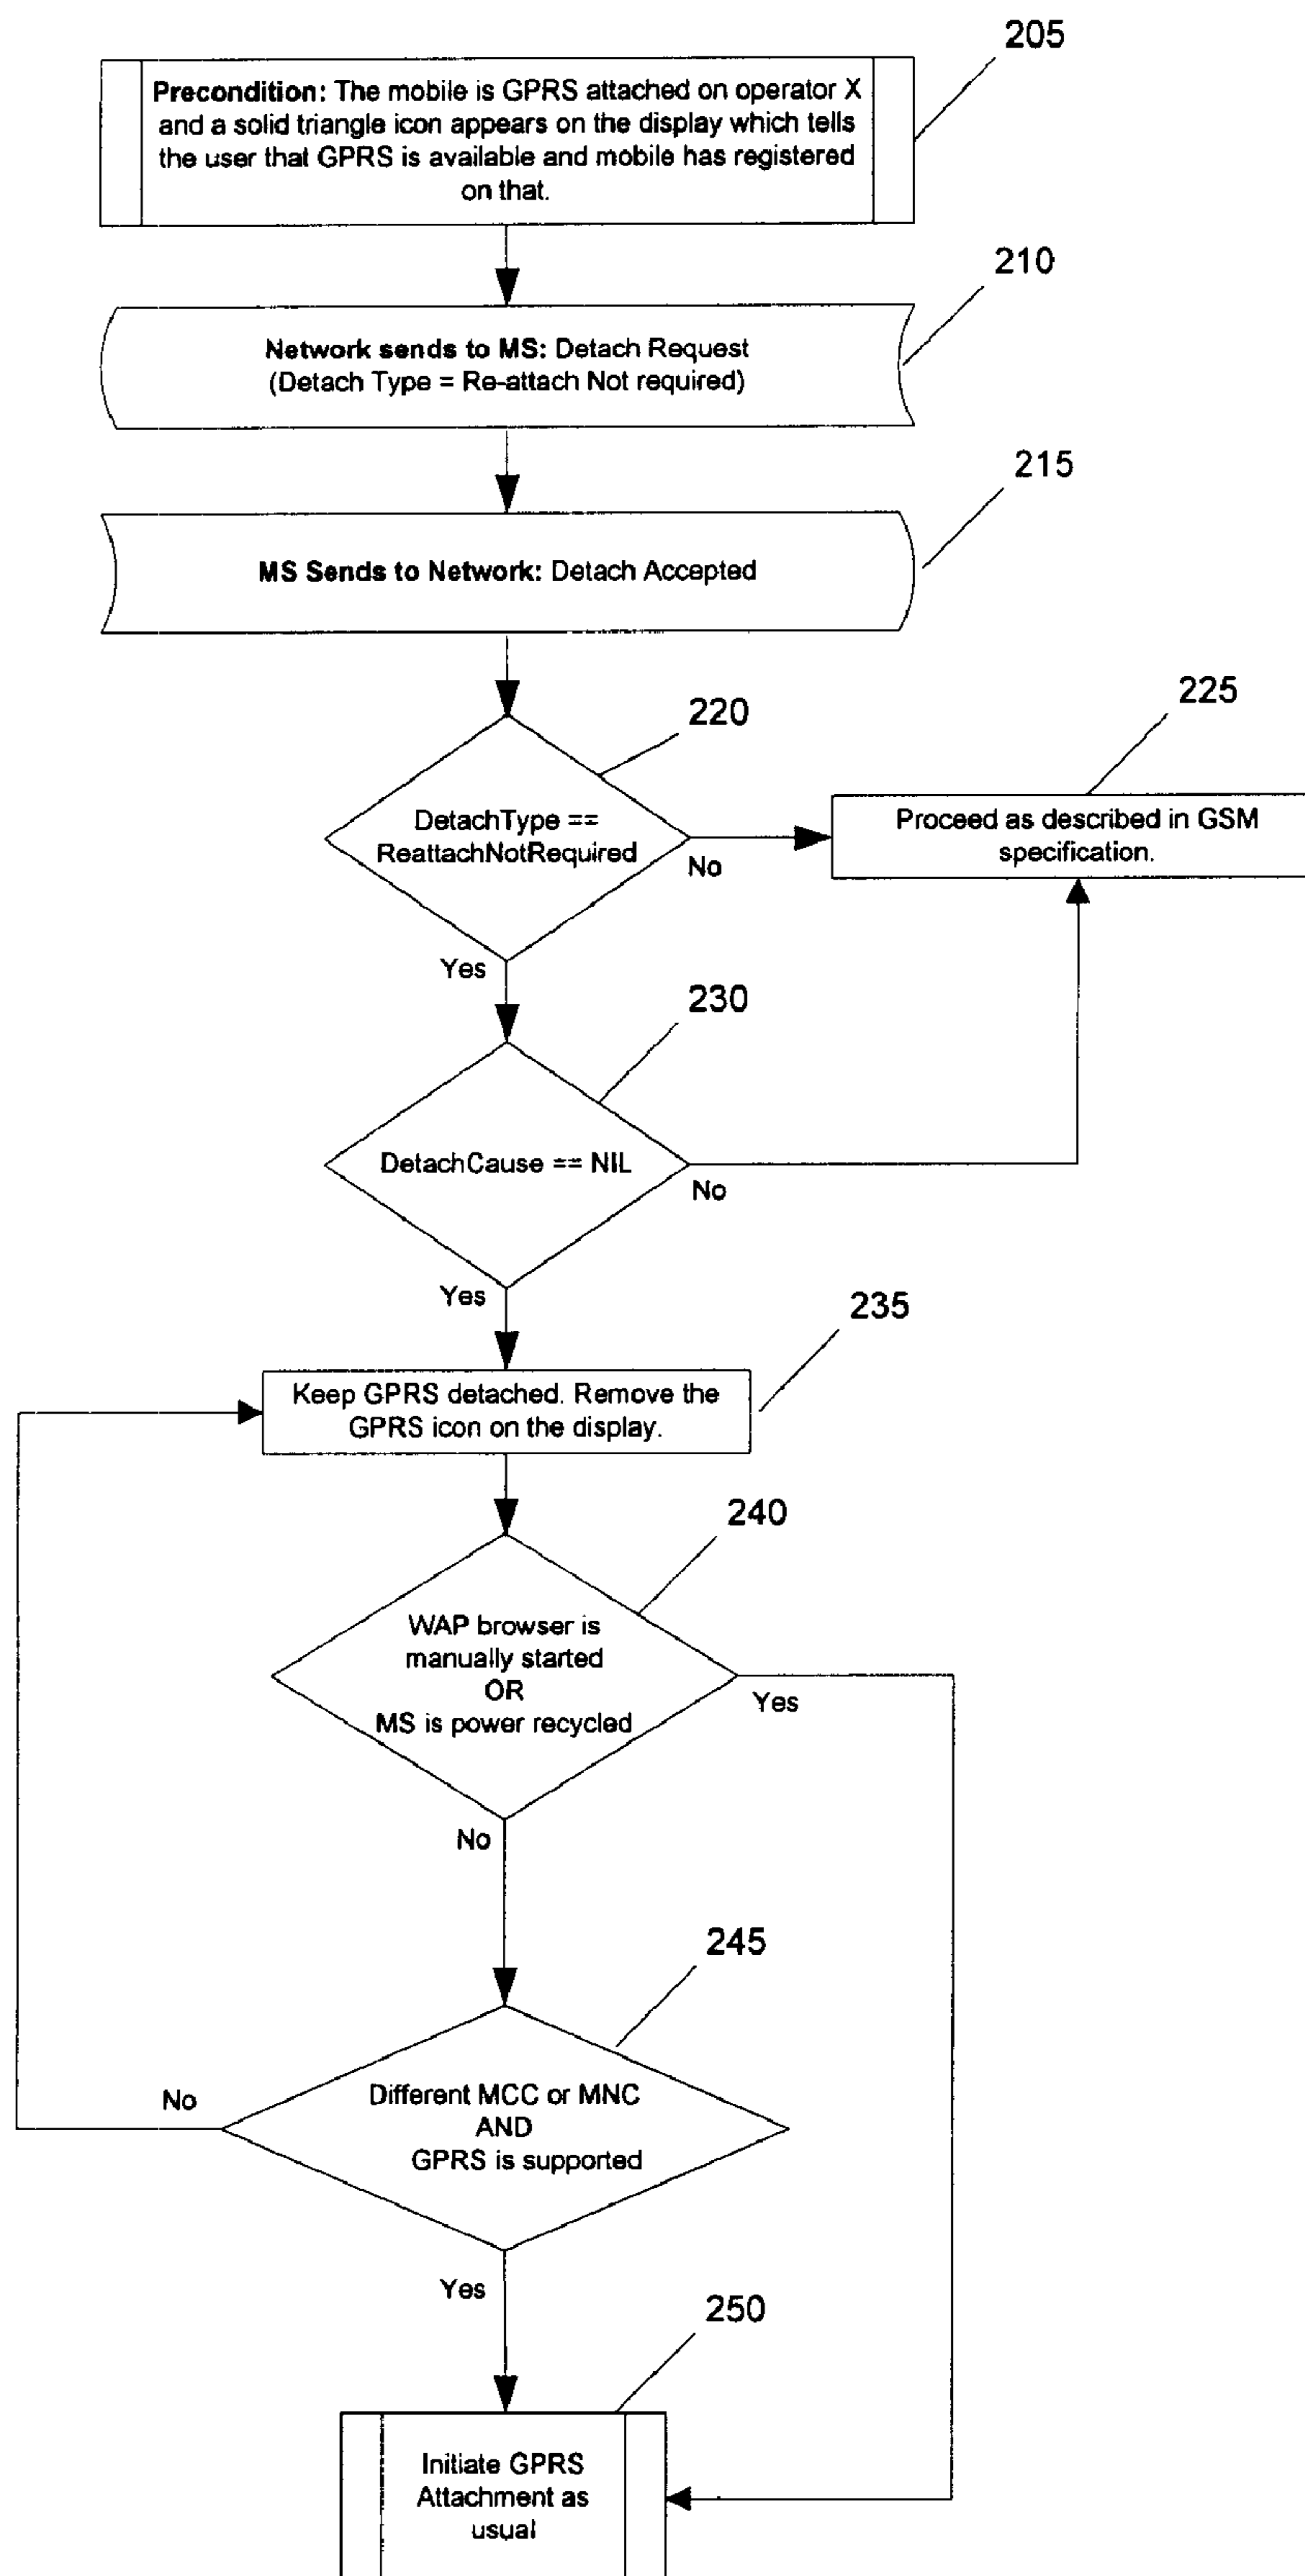 205
Precondition: The mobile is GPRS attached on operator X
and a solid triangle icon appears on the display which tells
the user that GPRS is available and mobile has registered
on that.
210
Network sends to MS: Detach Request
(Detach Type = Re-attach Not required)
215
MS Sends to Network: Detach Accepted
220
225
DetachType ==
ReattachNotRequired
No
Proceed as described in GSM
specification.
Yes
230
DetachCause == NIL
No
Yes
235
Keep GPRS detached. Remove the
GPRS icon on the display.
240
WAP browser is
manually started
OR
MS is power recycled
Yes
No
245
Different MCC or MNC
AND
GPRS is supported
No
Yes
250
Initiate GPRS
Attachment as
usual